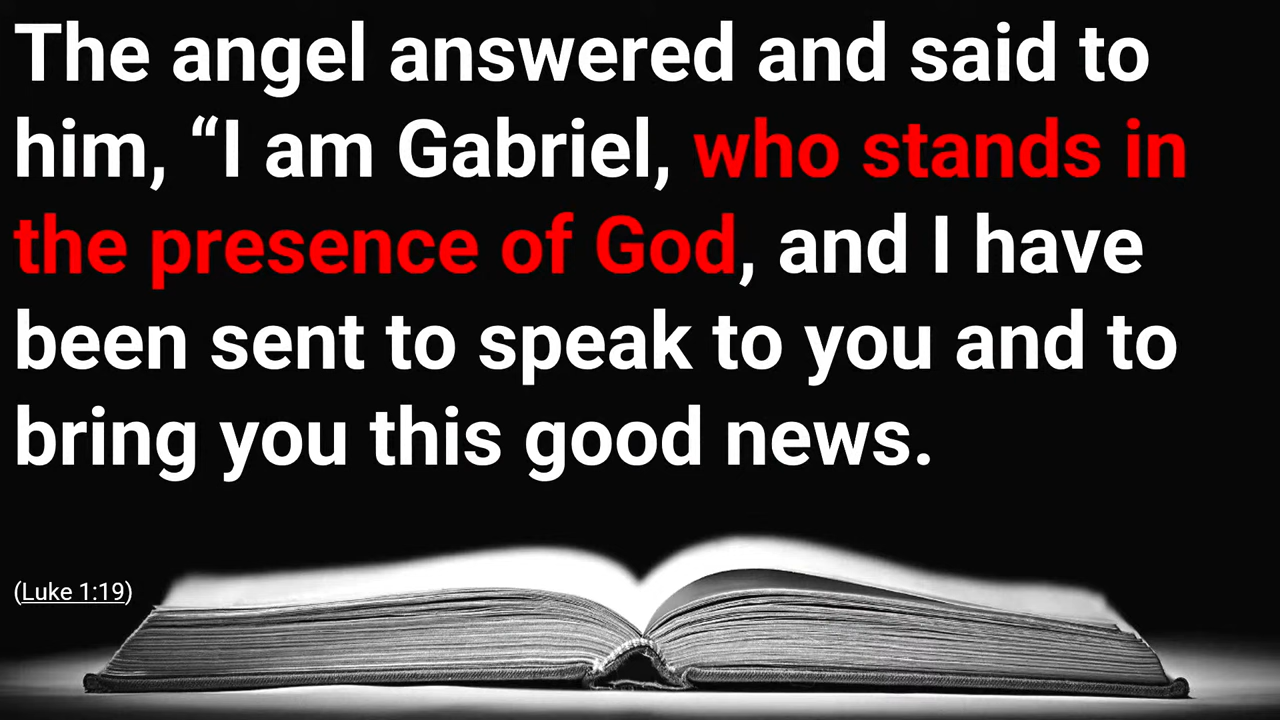 The angel answered and said to
him, “I am Gabriel, who stands in
the presence of God, and I have
been sent to speak to you and to
bring you this good news.
(Luke 1:19)